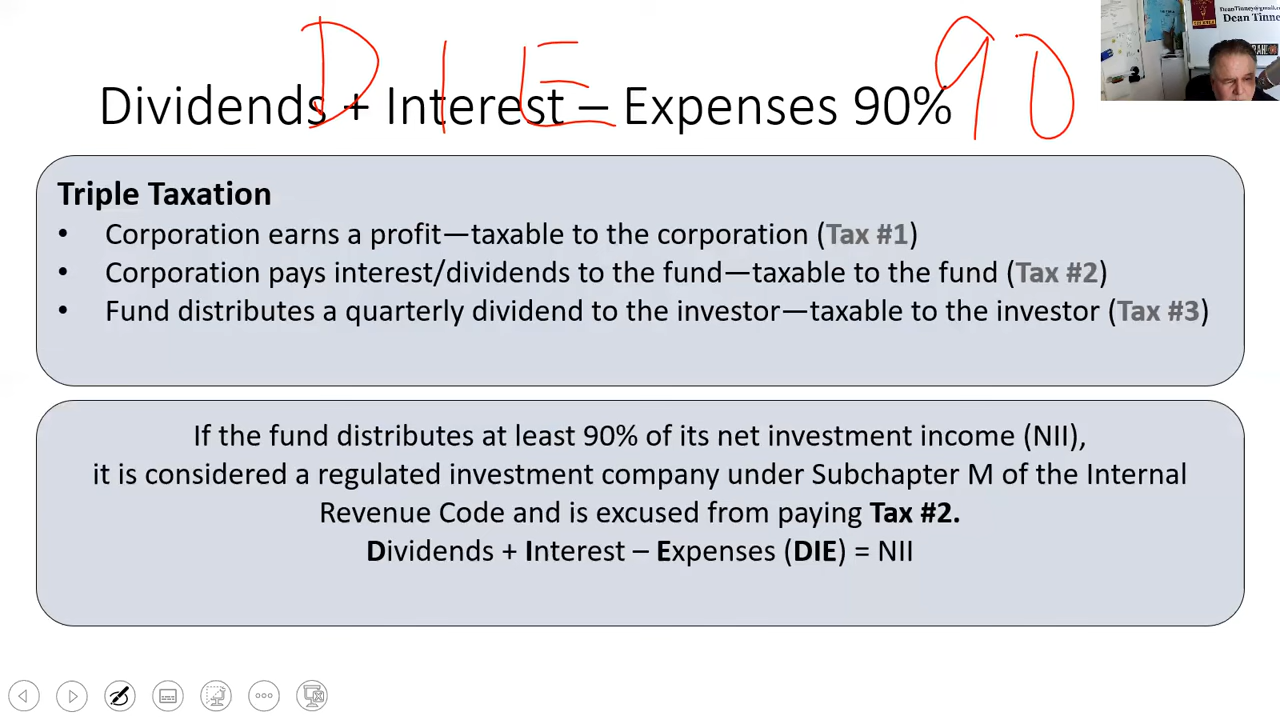 D I E 90
Dividends + Interest – Expenses 90%
DeanTinney@gmail.c
Dean Tinne
Triple Taxation
• Corporation earns a profit—taxable to the corporation (Tax #1)
• Corporation pays interest/dividends to the fund—taxable to the fund (Tax #2)
• Fund distributes a quarterly dividend to the investor—taxable to the investor (Tax #3)
If the fund distributes at least 90% of its net investment income (NII),
it is considered a regulated investment company under Subchapter M of the Internal
Revenue Code and is excused from paying Tax #2.
Dividends + Interest – Expenses (DIE) = NII